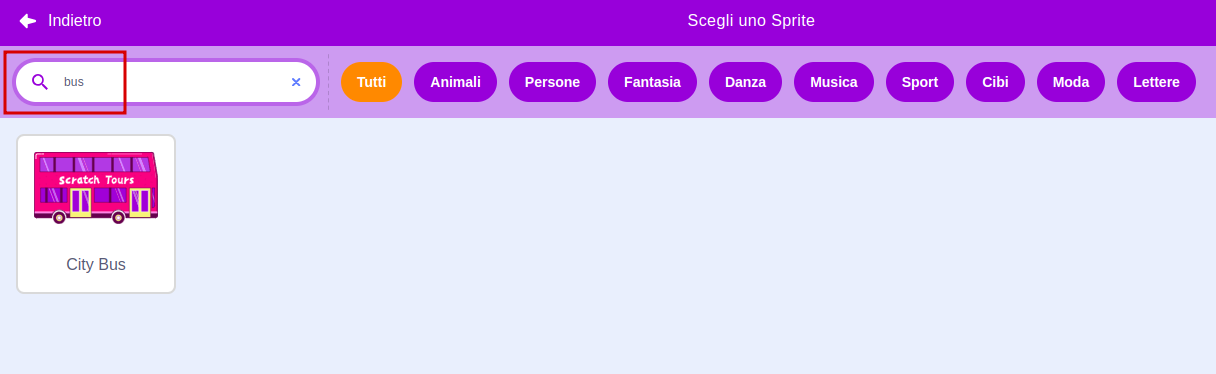 Indietro
Scegli uno Sprite
bus
Tutti
Animali
Persone
Fantasia
Danza
Musica
Sport
Cibi
Moda
Lettere
Scratch Tours
City Bus